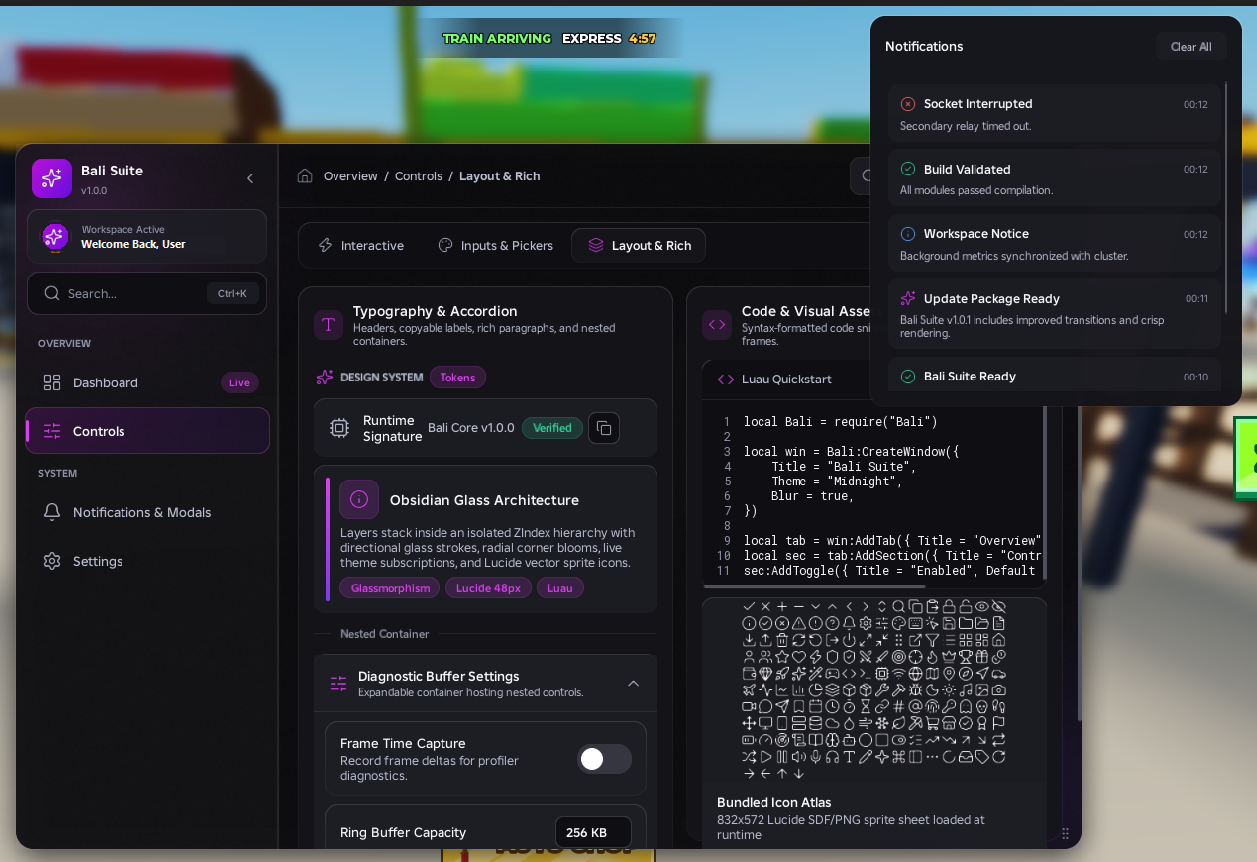 TRAIN ARRIVING EXPRESS 4:57
Notifications
Clear All
Socket Interrupted
00:12
Secondary relay timed out.
Build Validated
00:12
All modules passed compilation.
Workspace Notice
00:12
Background metrics synchronized with cluster.
Update Package Ready
00:11
Bali Suite v1.0.1 includes improved transitions and crisp
rendering.
Bali Suite Ready
00:10
Bali Suite
v1.0.0
Workspace Active
Welcome Back, User
Search...
Ctrl+K
OVERVIEW
Dashboard
Live
Controls
SYSTEM
Notifications & Modals
Settings
Overview / Controls / Layout & Rich
Interactive
Inputs & Pickers
Layout & Rich
Typography & Accordion
Headers, copyable labels, rich paragraphs, and nested
containers.
DESIGN SYSTEM
Tokens
Runtime
Signature
Bali Core v1.0.0
Verified
Obsidian Glass Architecture
Layers stack inside an isolated ZIndex hierarchy with
directional glass strokes, radial corner blooms, live
theme subscriptions, and Lucide vector sprite icons.
Glassmorphism
Lucide 48px
Luau
Nested Container
Diagnostic Buffer Settings
Expandable container hosting nested controls.
Frame Time Capture
Record frame deltas for profiler
diagnostics.
Ring Buffer Capacity
256 KB
Code & Visual Asse
Syntax-formatted code sni
frames.
Luau Quickstart
1 local Bali = require("Bali")
2
3 local win = Bali:CreateWindow({
4 Title = "Bali Suite",
5 Theme = "Midnight",
6 Blur = true,
7 })
8
9 local tab = win:AddTab({ Title = "Overview"
10 local sec = tab:AddSection({ Title = "Contr
11 sec:AddToggle({ Title = "Enabled", Default
Bundled Icon Atlas
832x572 Lucide SDF/PNG sprite sheet loaded at
runtime